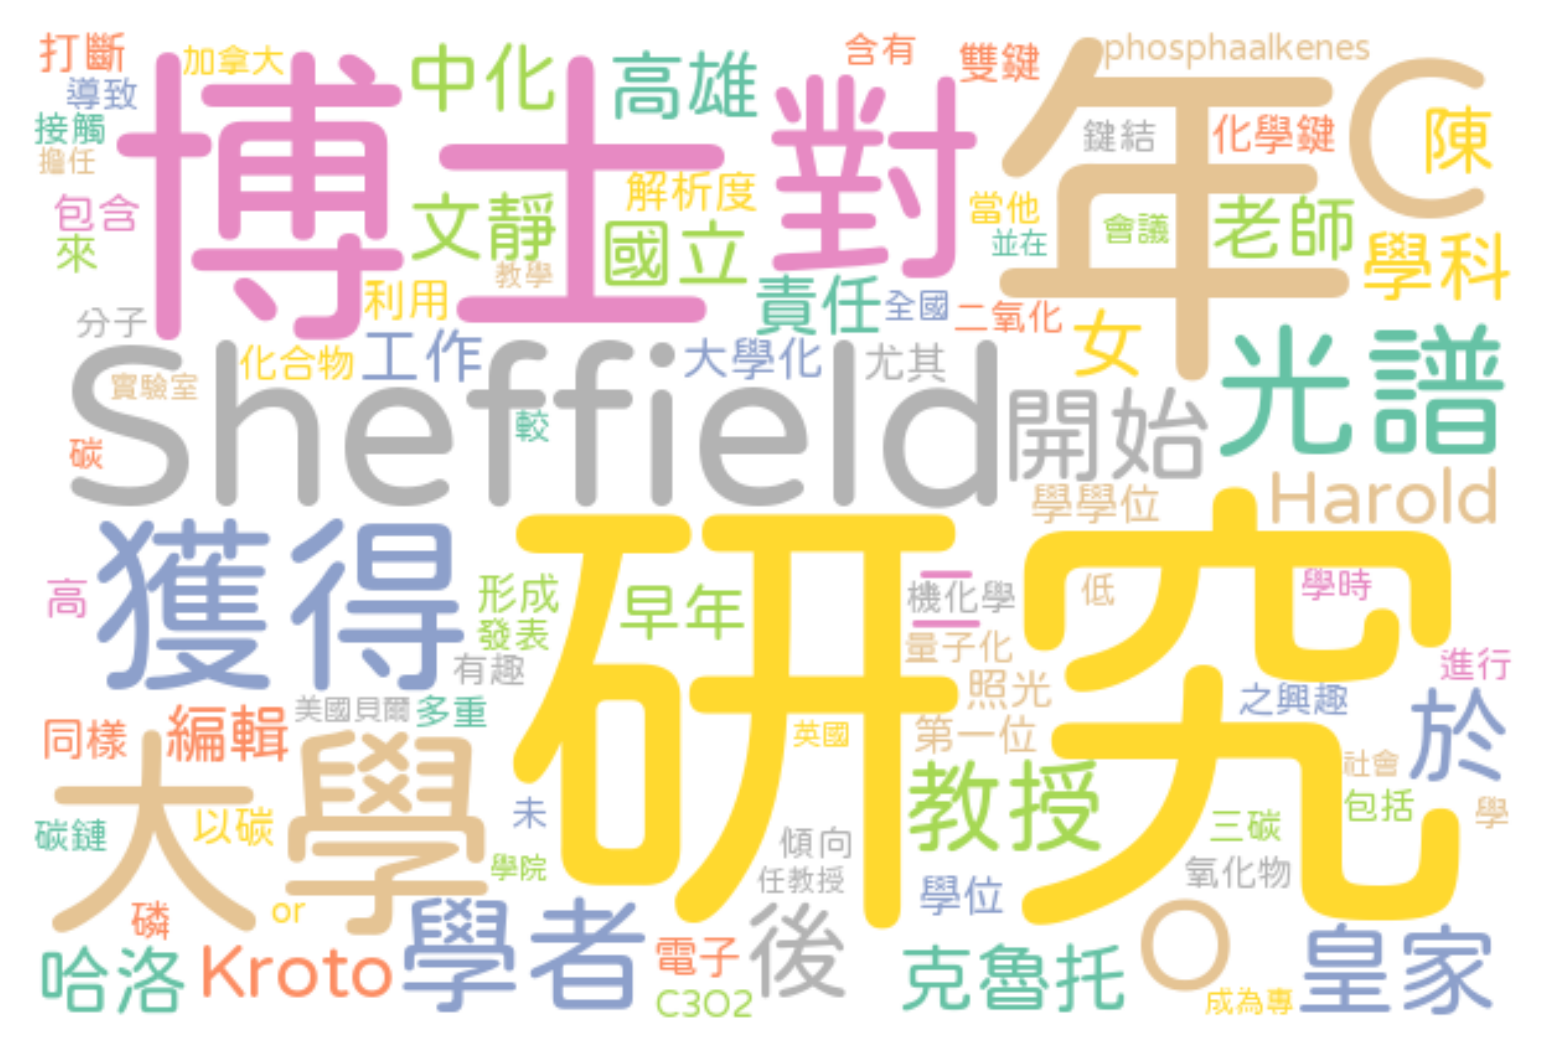 打斷
加拿大
中化
高雄
含有
雙鍵
phosphaalkenes
導致
博士
對
年
C
接觸
鍵結
化學鍵
陳
擔任
解析度
包含
文靜
國立
當他
會議
老師
來
並在
學科
教學
利用
責任
全國
二氧化
女
分子
化合物
工作
大學化
尤其
光譜
實驗室
Sheffield
開始
較
碳
學學位
Harold
獲得
研究
高
形成
早年
一
機化學
低
學時
發表
一
量子化
有趣
進行
照光
之興趣
於
美國貝爾
多重
同樣
編輯
英國
第一位
社會
大學
教授
包括
碳鏈
以碳
未
三碳
學
傾向
學院
任教授
氧化物
學位
磷
or
學者
後
O
皇家
哈洛
Kroto
電子
克魯托
C3O2
成為專